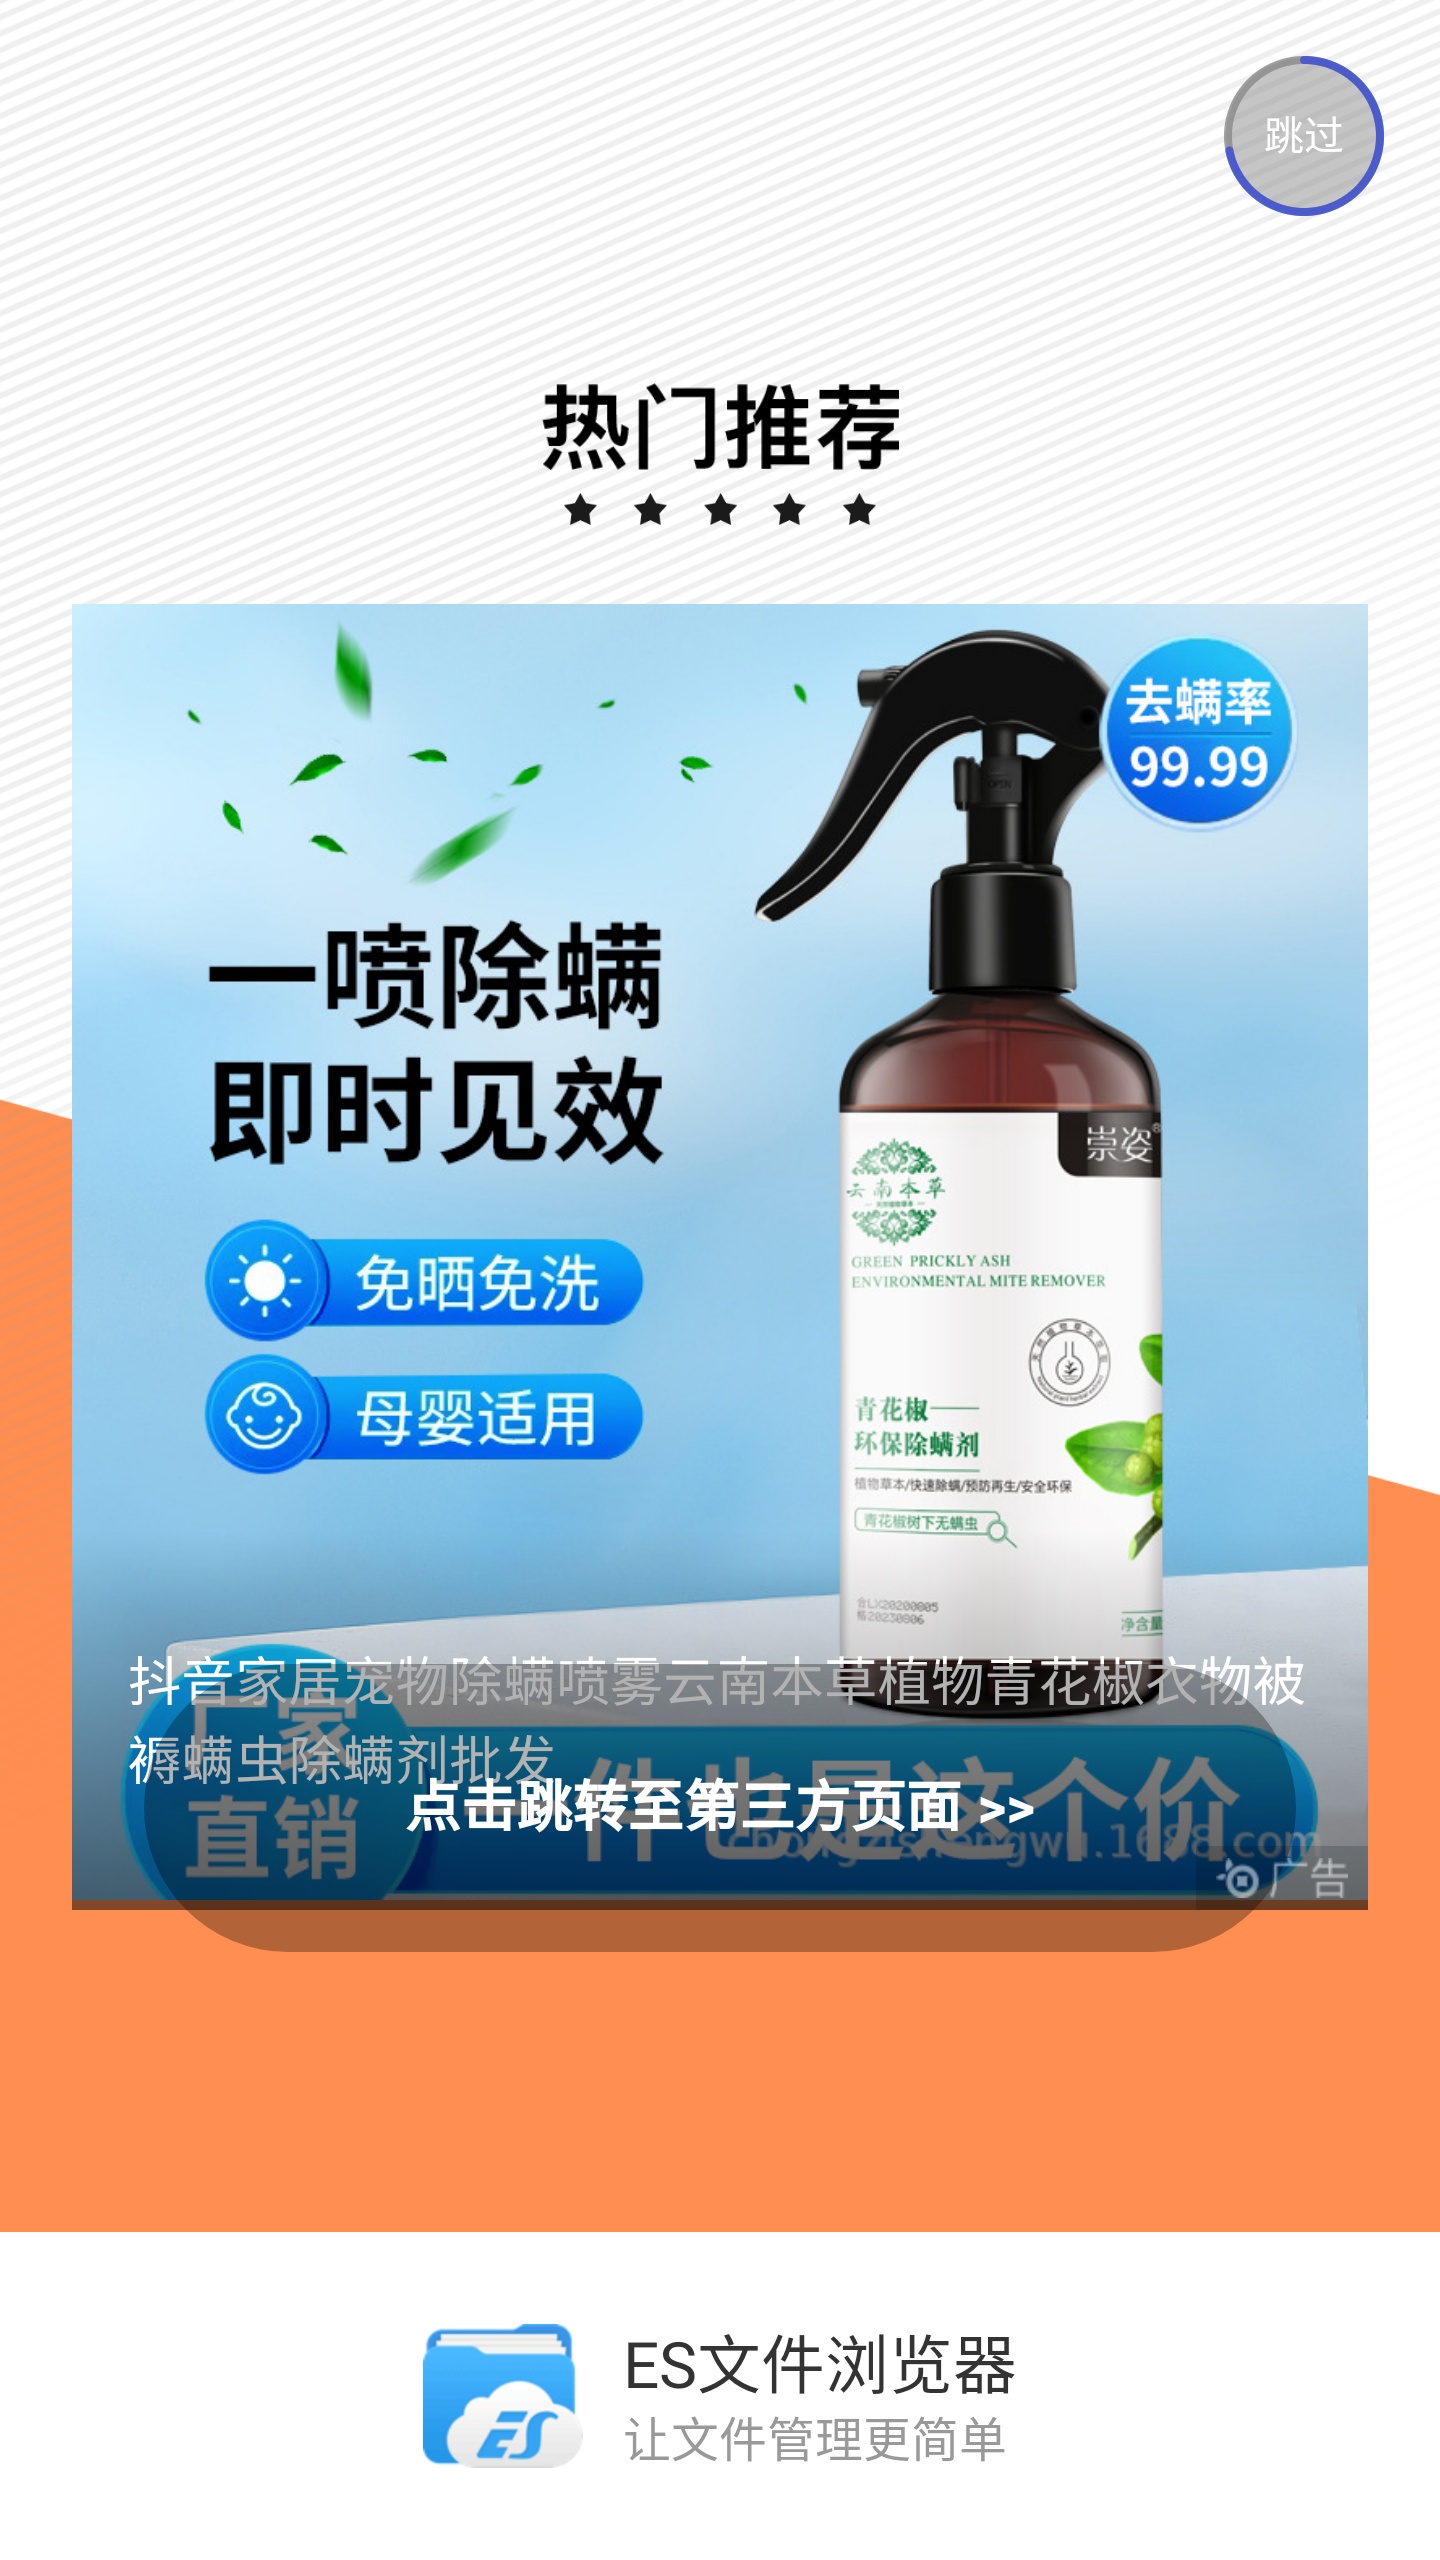 跳过
热门推荐
去螨率
99.99
OPIN
一喷除螨
即时见效
崇姿®
云南本草
GREEN PRICKLY ASH
ENVIRONMENTAL MITE REMOVER
免晒免洗
母婴适用
青花椒
环保除螨剂
植物草本/快速除螨/预防再生/安全环保
青花椒树下无螨虫
净含量
抖音家居宠物除螨喷雾云南本草植物青花椒衣物被
褥螨虫除螨剂批发
厂家
直销
件也是这个价
点击跳转至第三方页面 >>
广告
ES文件浏览器
让文件管理更简单